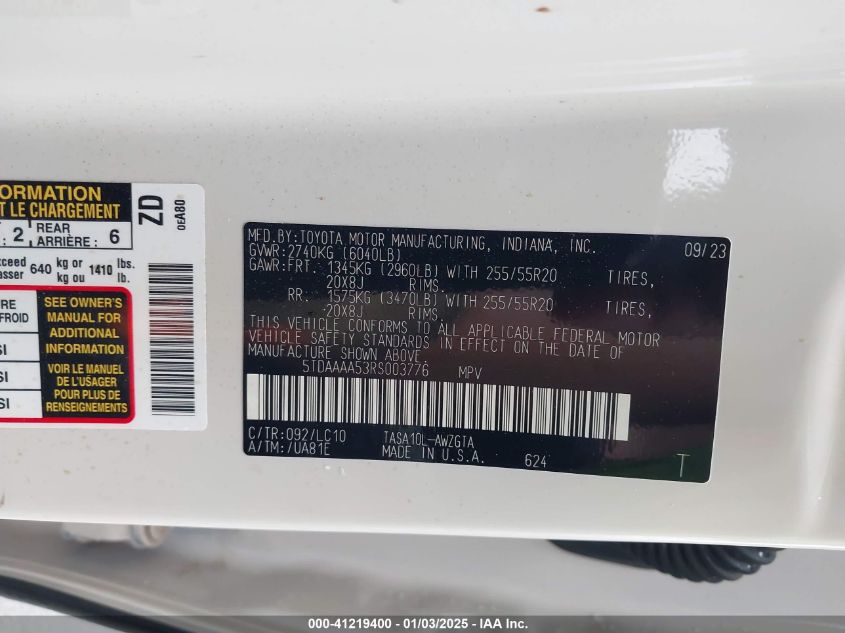 ORMATION
T LE CHARGEMENT
2 REAR ARRIÈRE: 6
xceed
asser 640 kg or kg ou 1410 lbs. lb.
RE
FROID
SI
SI
SEE OWNER'S
MANUAL FOR
ADDITIONAL
INFORMATION
VOIR LE MANUEL
DE L'USAGER
POUR PLUS DE
RENSEIGNEMENTS
ZD
0EA80
MFD.BY:TOYOTA MOTOR MANUFACTURING, INDIANA, INC. 09/23
GVWR:2740KG (6040LB)
GAWR:FRT. 1345KG (2960LB) WITH 255/55R20 TIRES,
20X8J RIMS.
RR: 1575KG (3470LB) WITH 255/55R20 TIRES,
20X8J RIMS.
THIS VEHICLE CONFORMS TO ALL APPLICABLE FEDERAL MOTOR
VEHICLE SAFETY STANDARDS IN EFFECT ON THE DATE OF
MANUFACTURE SHOWN ABOVE.
5TDAAAA53RS003776 MPV
C/TR:092/LC10 TASA10L-AWZGTA
A/TM:/UA81E MADE IN U.S.A. 624
T
000-41219400 - 01/03/2025 - IAA Inc.